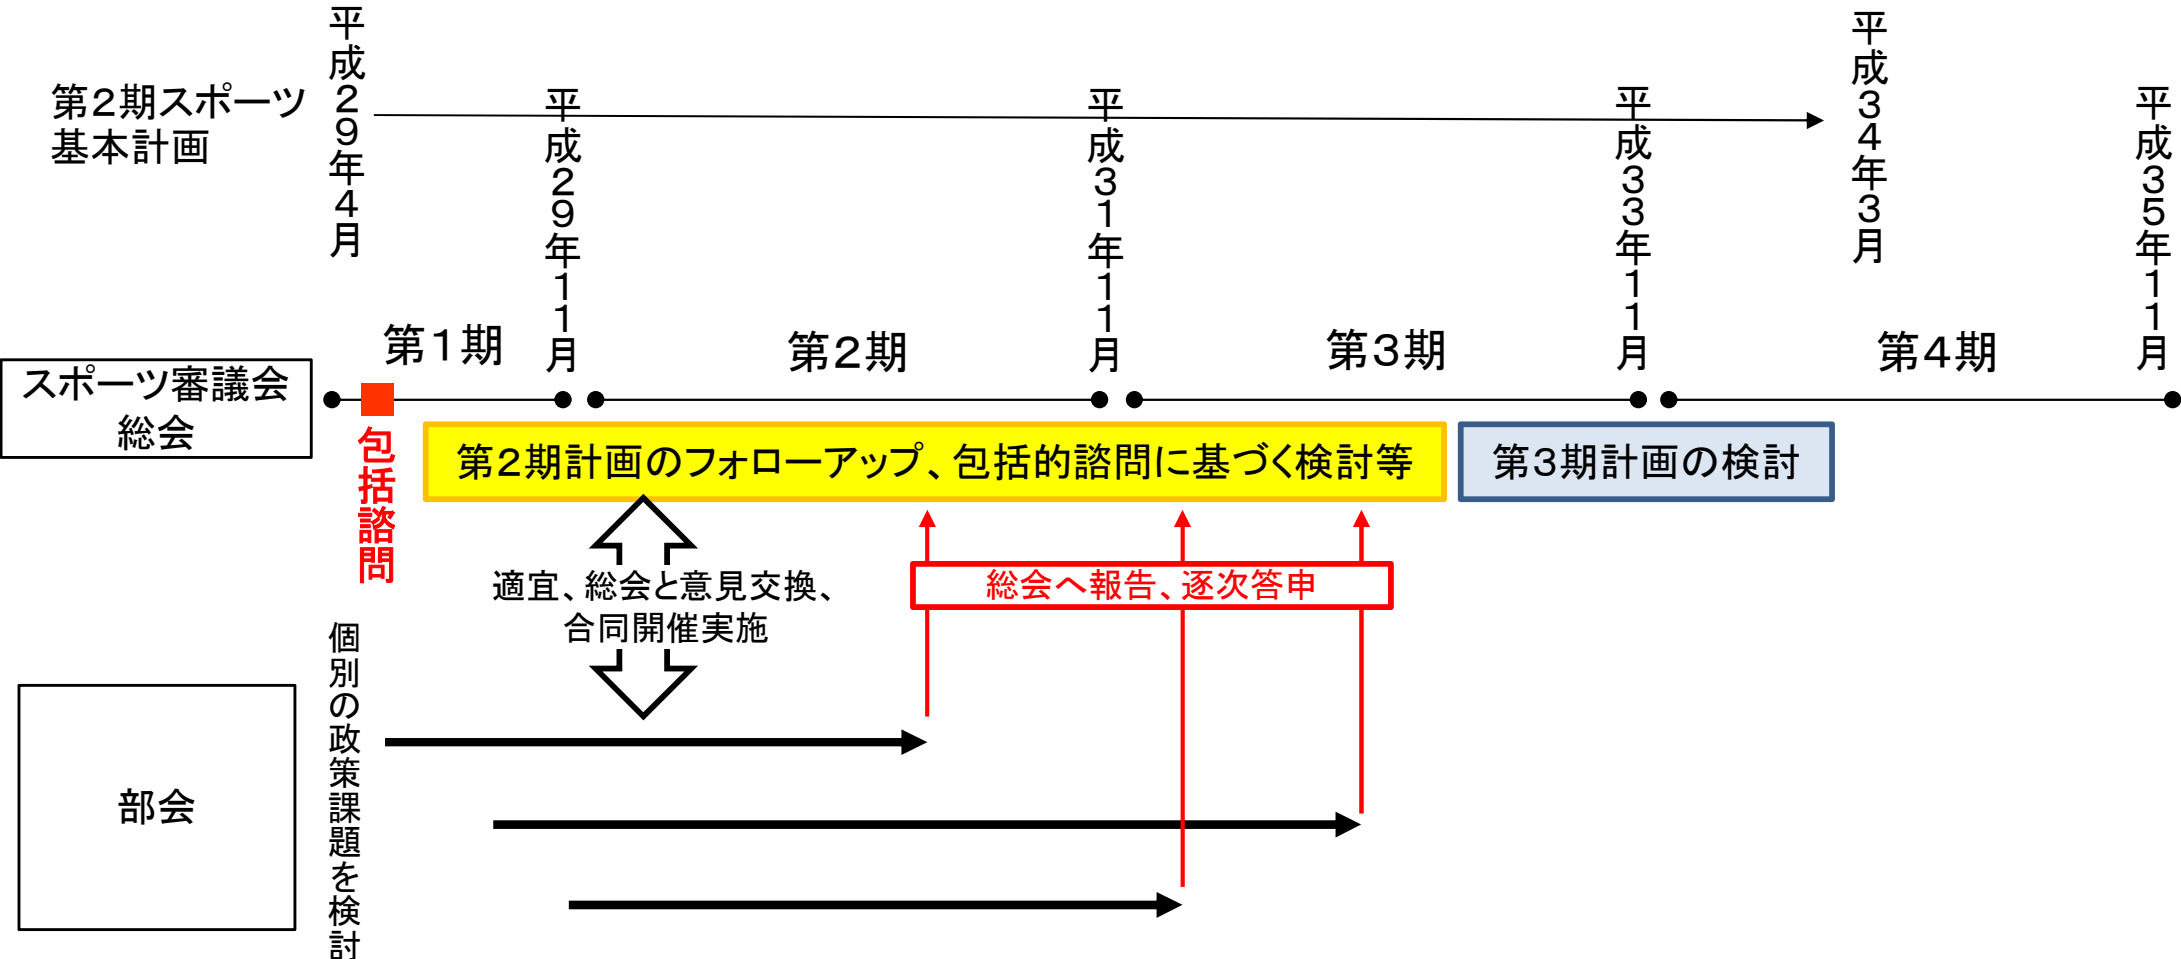 第2期スポーツ
基本計画
平成29年4月
平成29年11月
平成31年11月
平成33年11月
平成34年3月
平成35年11月
第1期
第2期
第3期
第4期
スポーツ審議会
総会
包括諮問
第2期計画のフォローアップ、包括的諮問に基づく検討等
第3期計画の検討
適宜、総会と意見交換、
合同開催実施
総会へ報告、逐次答申
部会
個別の政策課題を検討